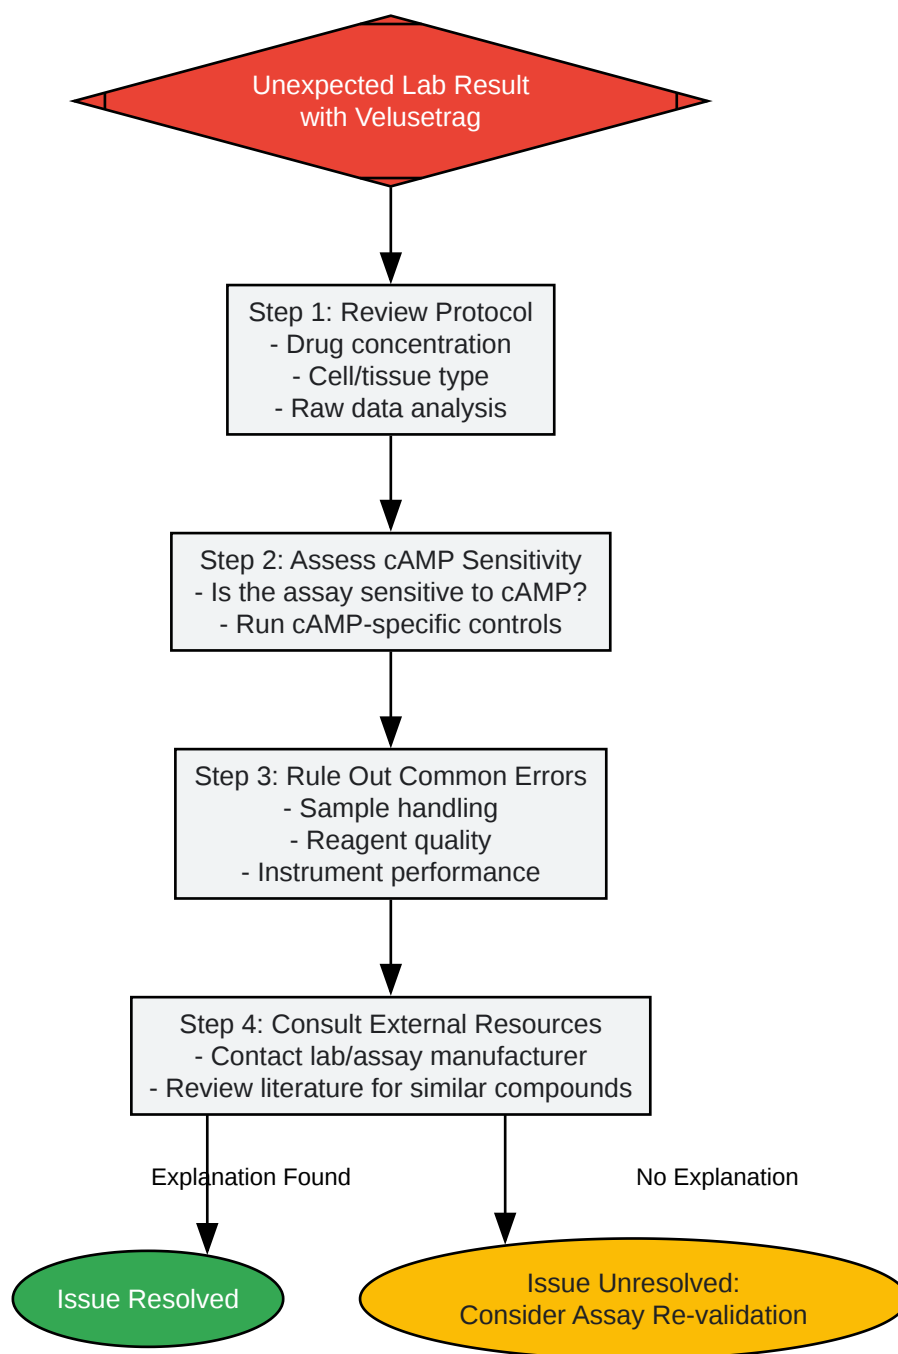 Unexpected Lab Result
with Velusetrag
Step 1: Review Protocol
- Drug concentration
- Cell/tissue type
- Raw data analysis
Step 2: Assess cAMP Sensitivity
- Is the assay sensitive to cAMP?
- Run cAMP-specific controls
Step 3: Rule Out Common Errors
- Sample handling
- Reagent quality
- Instrument performance
Step 4: Consult External Resources
- Contact lab/assay manufacturer
- Review literature for similar compounds
Explanation Found
No Explanation
Issue Resolved
Issue Unresolved:
Consider Assay Re-validation